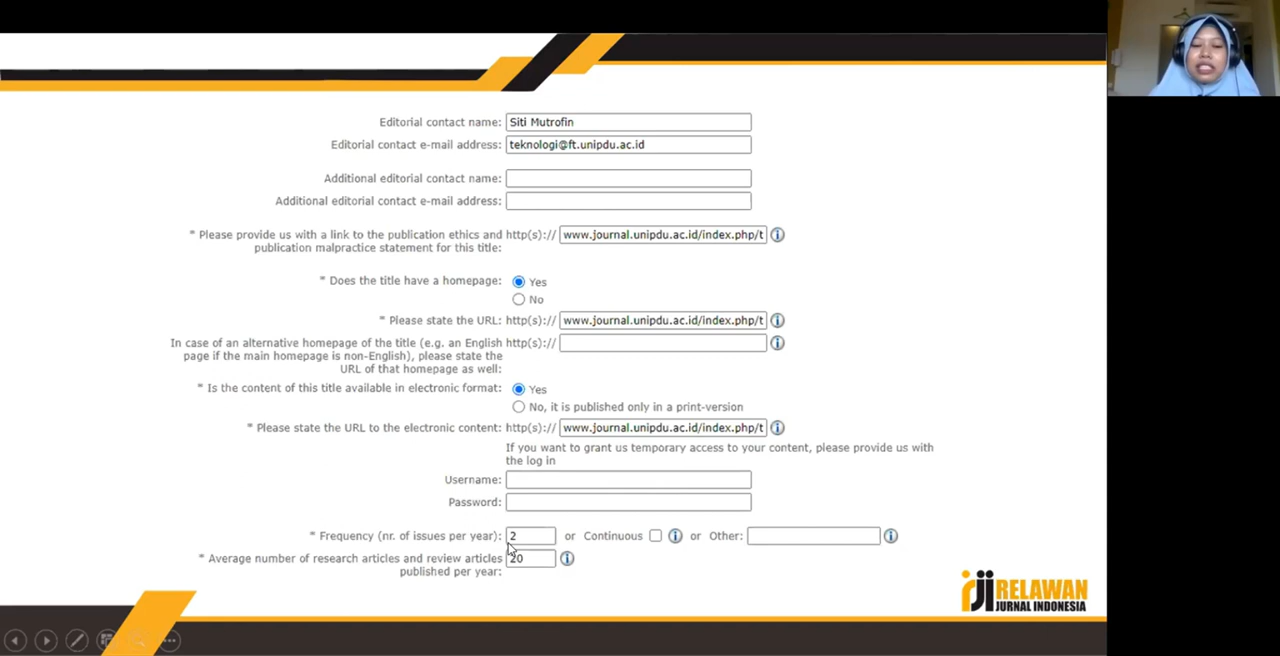 Editorial contact name: Siti Mutrofin
Editorial contact e-mail address: teknologi@ft.unipdu.ac.id
Additional editorial contact name:
Additional editorial contact e-mail address:
* Please provide us with a link to the publication ethics and http(s):// www.journal.unipdu.ac.id/index.php/t
publication malpractice statement for this title:
* Does the title have a homepage: Yes
No
* Please state the URL: http(s):// www.journal.unipdu.ac.id/index.php/t
In case of an alternative homepage of the title (e.g. an English http(s)://
page if the main homepage is non-English), please state the
URL of that homepage as well:
* Is the content of this title available in electronic format: Yes
No, it is published only in a print-version
* Please state the URL to the electronic content: http(s):// www.journal.unipdu.ac.id/index.php/t
If you want to grant us temporary access to your content, please provide us with
the log in
Username:
Password:
* Frequency (nr. of issues per year): 2 or Continuous or Other:
* Average number of research articles and review articles 20
published per year:
rji RELAWAN
JURNAL INDONESIA